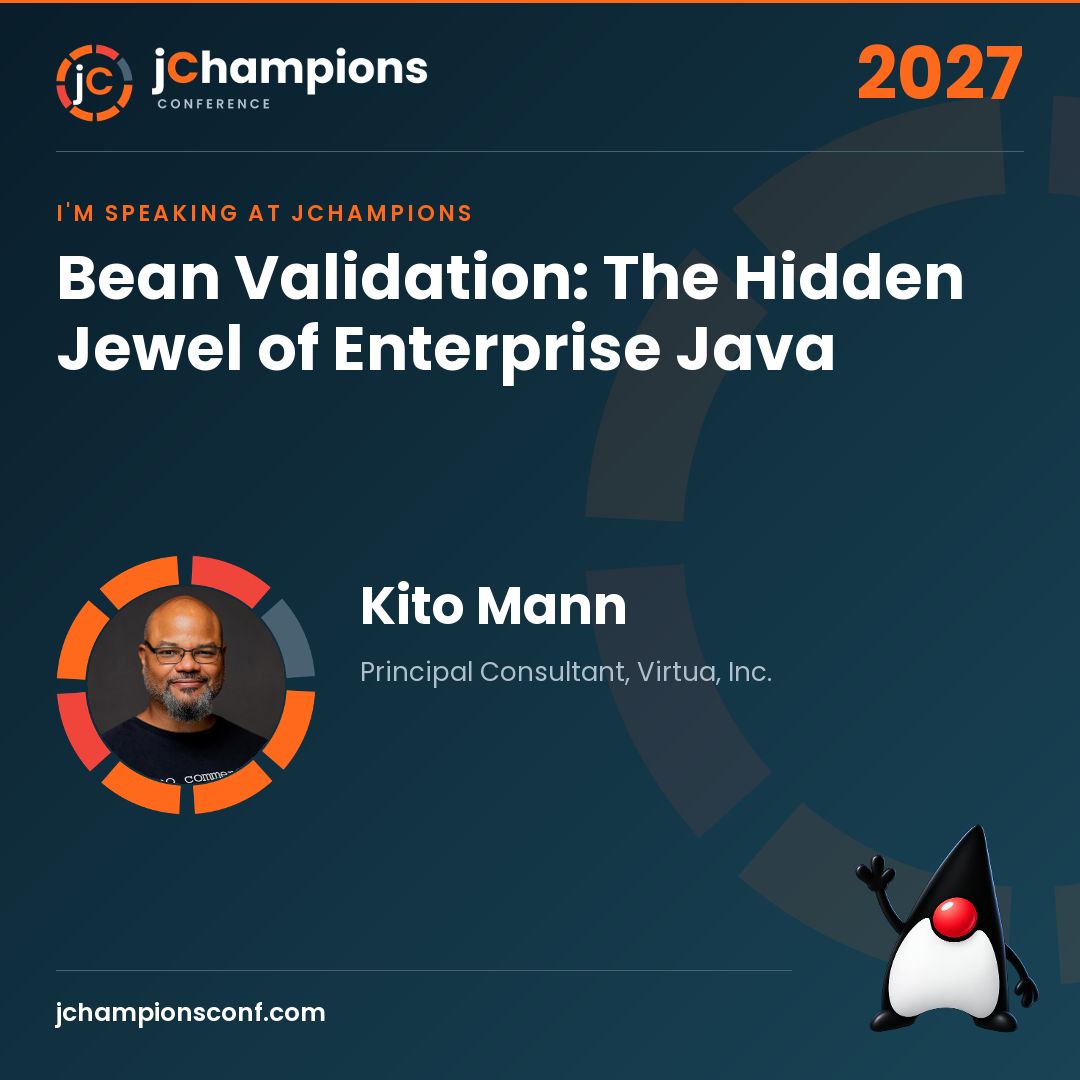 jC
jChampions
CONFERENCE
2027
I'M SPEAKING AT JCHAMPIONS
Bean Validation: The Hidden
Jewel of Enterprise Java
Kito Mann
Principal Consultant, Virtua, Inc.
jchampionsconf.com